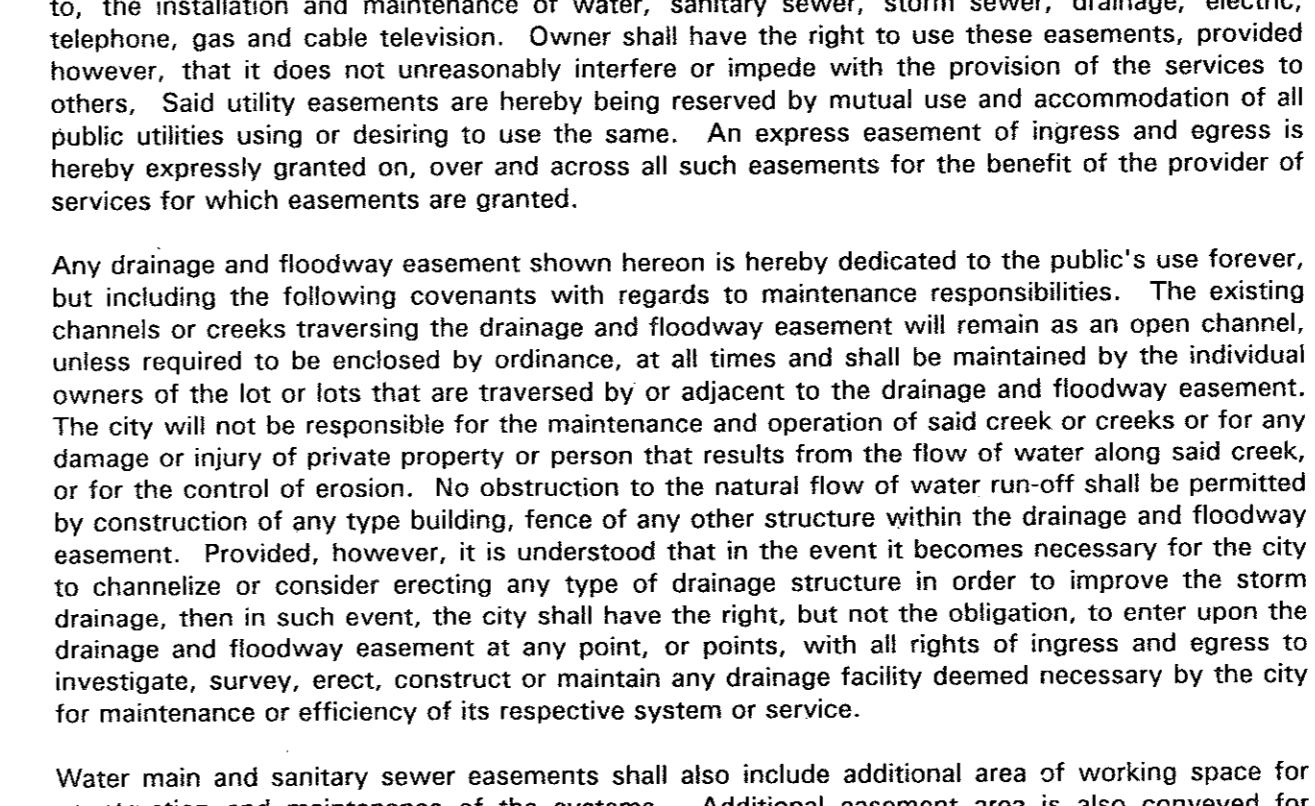 to, the installation and maintenance of water, sanitary sewer, storm sewer, drainage, electric,
telephone, gas and cable television. Owner shall have the right to use these easements, provided
however, that it does not unreasonably interfere or impede with the provision of the services to
others, Said utility easements are hereby being reserved by mutual use and accommodation of all
public utilities using or desiring to use the same. An express easement of ingress and egress is
hereby expressly granted on, over and across all such easements for the benefit of the provider of
services for which easements are granted.

Any drainage and floodway easement shown hereon is hereby dedicated to the public's use forever,
but including the following covenants with regards to maintenance responsibilities. The existing
channels or creeks traversing the drainage and floodway easement will remain as an open channel,
unless required to be enclosed by ordinance, at all times and shall be maintained by the individual
owners of the lot or lots that are traversed by or adjacent to the drainage and floodway easement.
The city will not be responsible for the maintenance and operation of said creek or creeks or for any
damage or injury of private property or person that results from the flow of water along said creek,
or for the control of erosion. No obstruction to the natural flow of water run-off shall be permitted
by construction of any type building, fence of any other structure within the drainage and floodway
easement. Provided, however, it is understood that in the event it becomes necessary for the city
to channelize or consider erecting any type of drainage structure in order to improve the storm
drainage, then in such event, the city shall have the right, but not the obligation, to enter upon the
drainage and floodway easement at any point, or points, with all rights of ingress and egress to
investigate, survey, erect, construct or maintain any drainage facility deemed necessary by the city
for maintenance or efficiency of its respective system or service.

Water main and sanitary sewer easements shall also include additional area of working space for
and maintenance of the systems. Additional easement area is also conveyed for